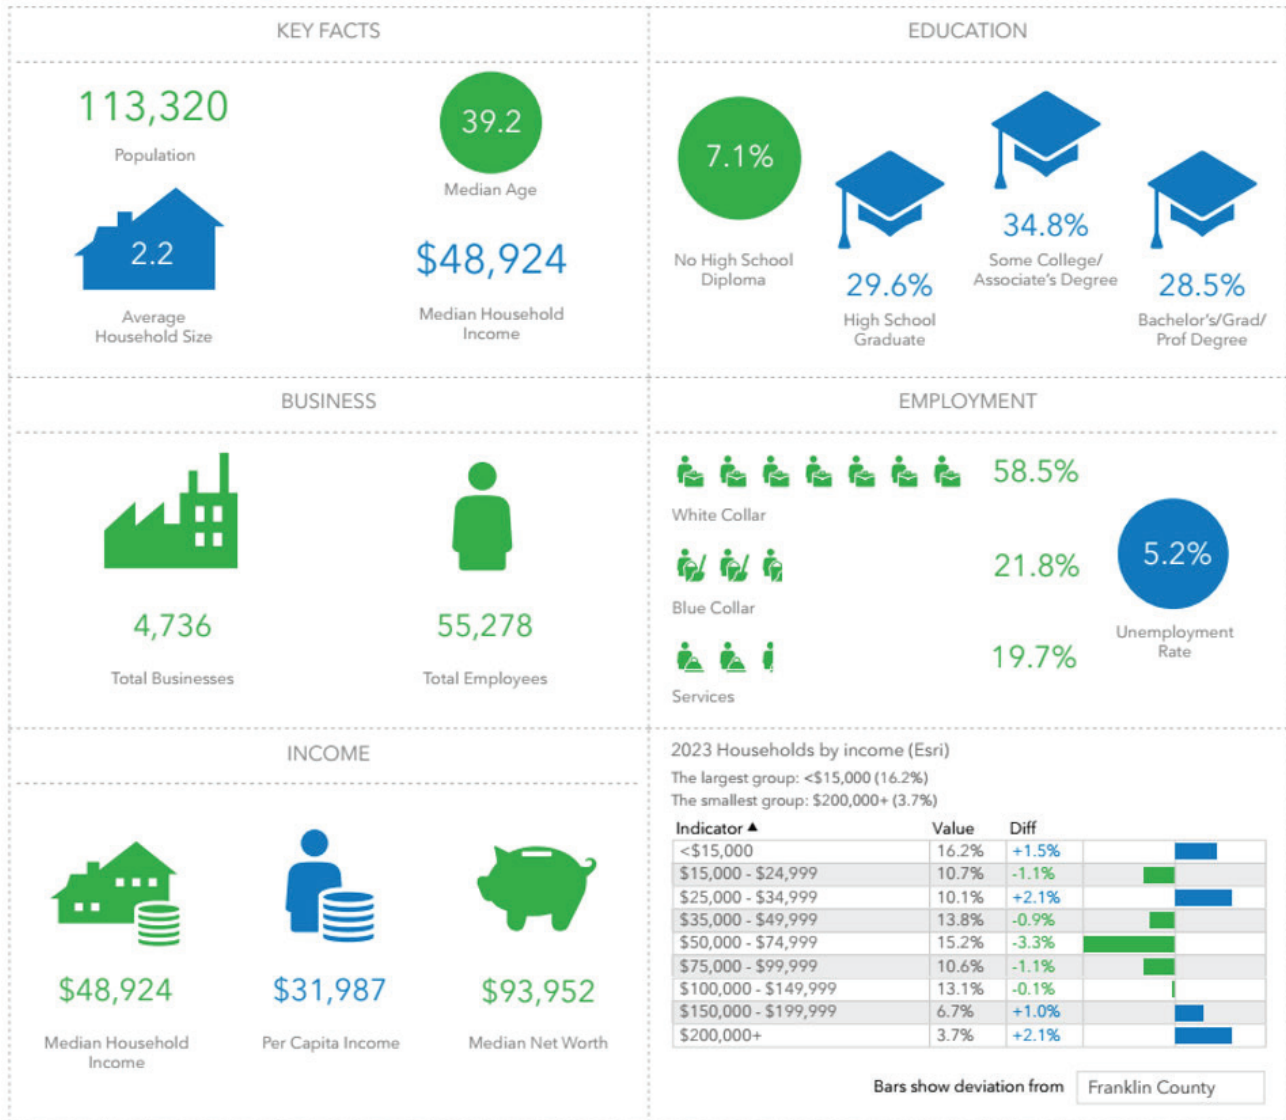 KEY FACTS
113,320
Population
39.2
Median Age
2.2
Average
Household Size
$48,924
Median Household
Income
EDUCATION
7.1%
No High School
Diploma
29.6%
High School
Graduate
34.8%
Some College/
Associate's Degree
28.5%
Bachelor's/Grad/
Prof Degree
BUSINESS
4,736
Total Businesses
55,278
Total Employees
EMPLOYMENT
58.5%
White Collar
21.8%
Blue Collar
19.7%
Services
5.2%
Unemployment
Rate
INCOME
$48,924
Median Household
Income
$31,987
Per Capita Income
$93,952
Median Net Worth
2023 Households by income (Esri)
The largest group: <$15,000 (16.2%)
The smallest group: $200,000+ (3.7%)
Indicator ▲ Value Diff
<$15,000 16.2% +1.5%
$15,000 - $24,999 10.7% -1.1%
$25,000 - $34,999 10.1% +2.1%
$35,000 - $49,999 13.8% -0.9%
$50,000 - $74,999 15.2% -3.3%
$75,000 - $99,999 10.6% -1.1%
$100,000 - $149,999 13.1% -0.1%
$150,000 - $199,999 6.7% +1.0%
$200,000+ 3.7% +2.1%
Bars show deviation from Franklin County